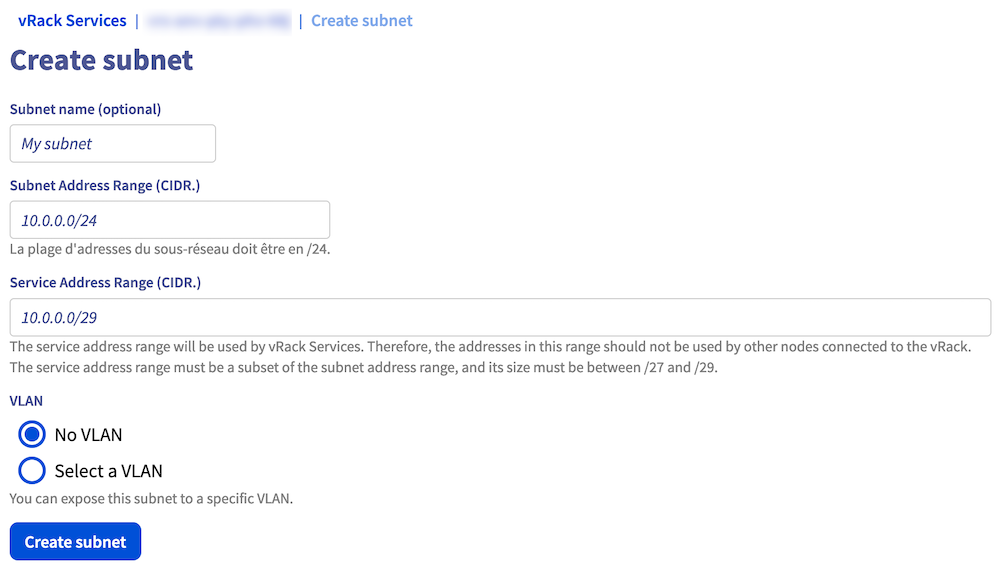 vRack Services | | Create subnet
Create subnet
Subnet name (optional)
My subnet
Subnet Address Range (CIDR.)
10.0.0.0/24
La plage d'adresses du sous-réseau doit être en /24.
Service Address Range (CIDR.)
10.0.0.0/29
The service address range will be used by vRack Services. Therefore, the addresses in this range should not be used by other nodes connected to the vRack.
The service address range must be a subset of the subnet address range, and its size must be between /27 and /29.
VLAN
No VLAN
Select a VLAN
You can expose this subnet to a specific VLAN.
Create subnet